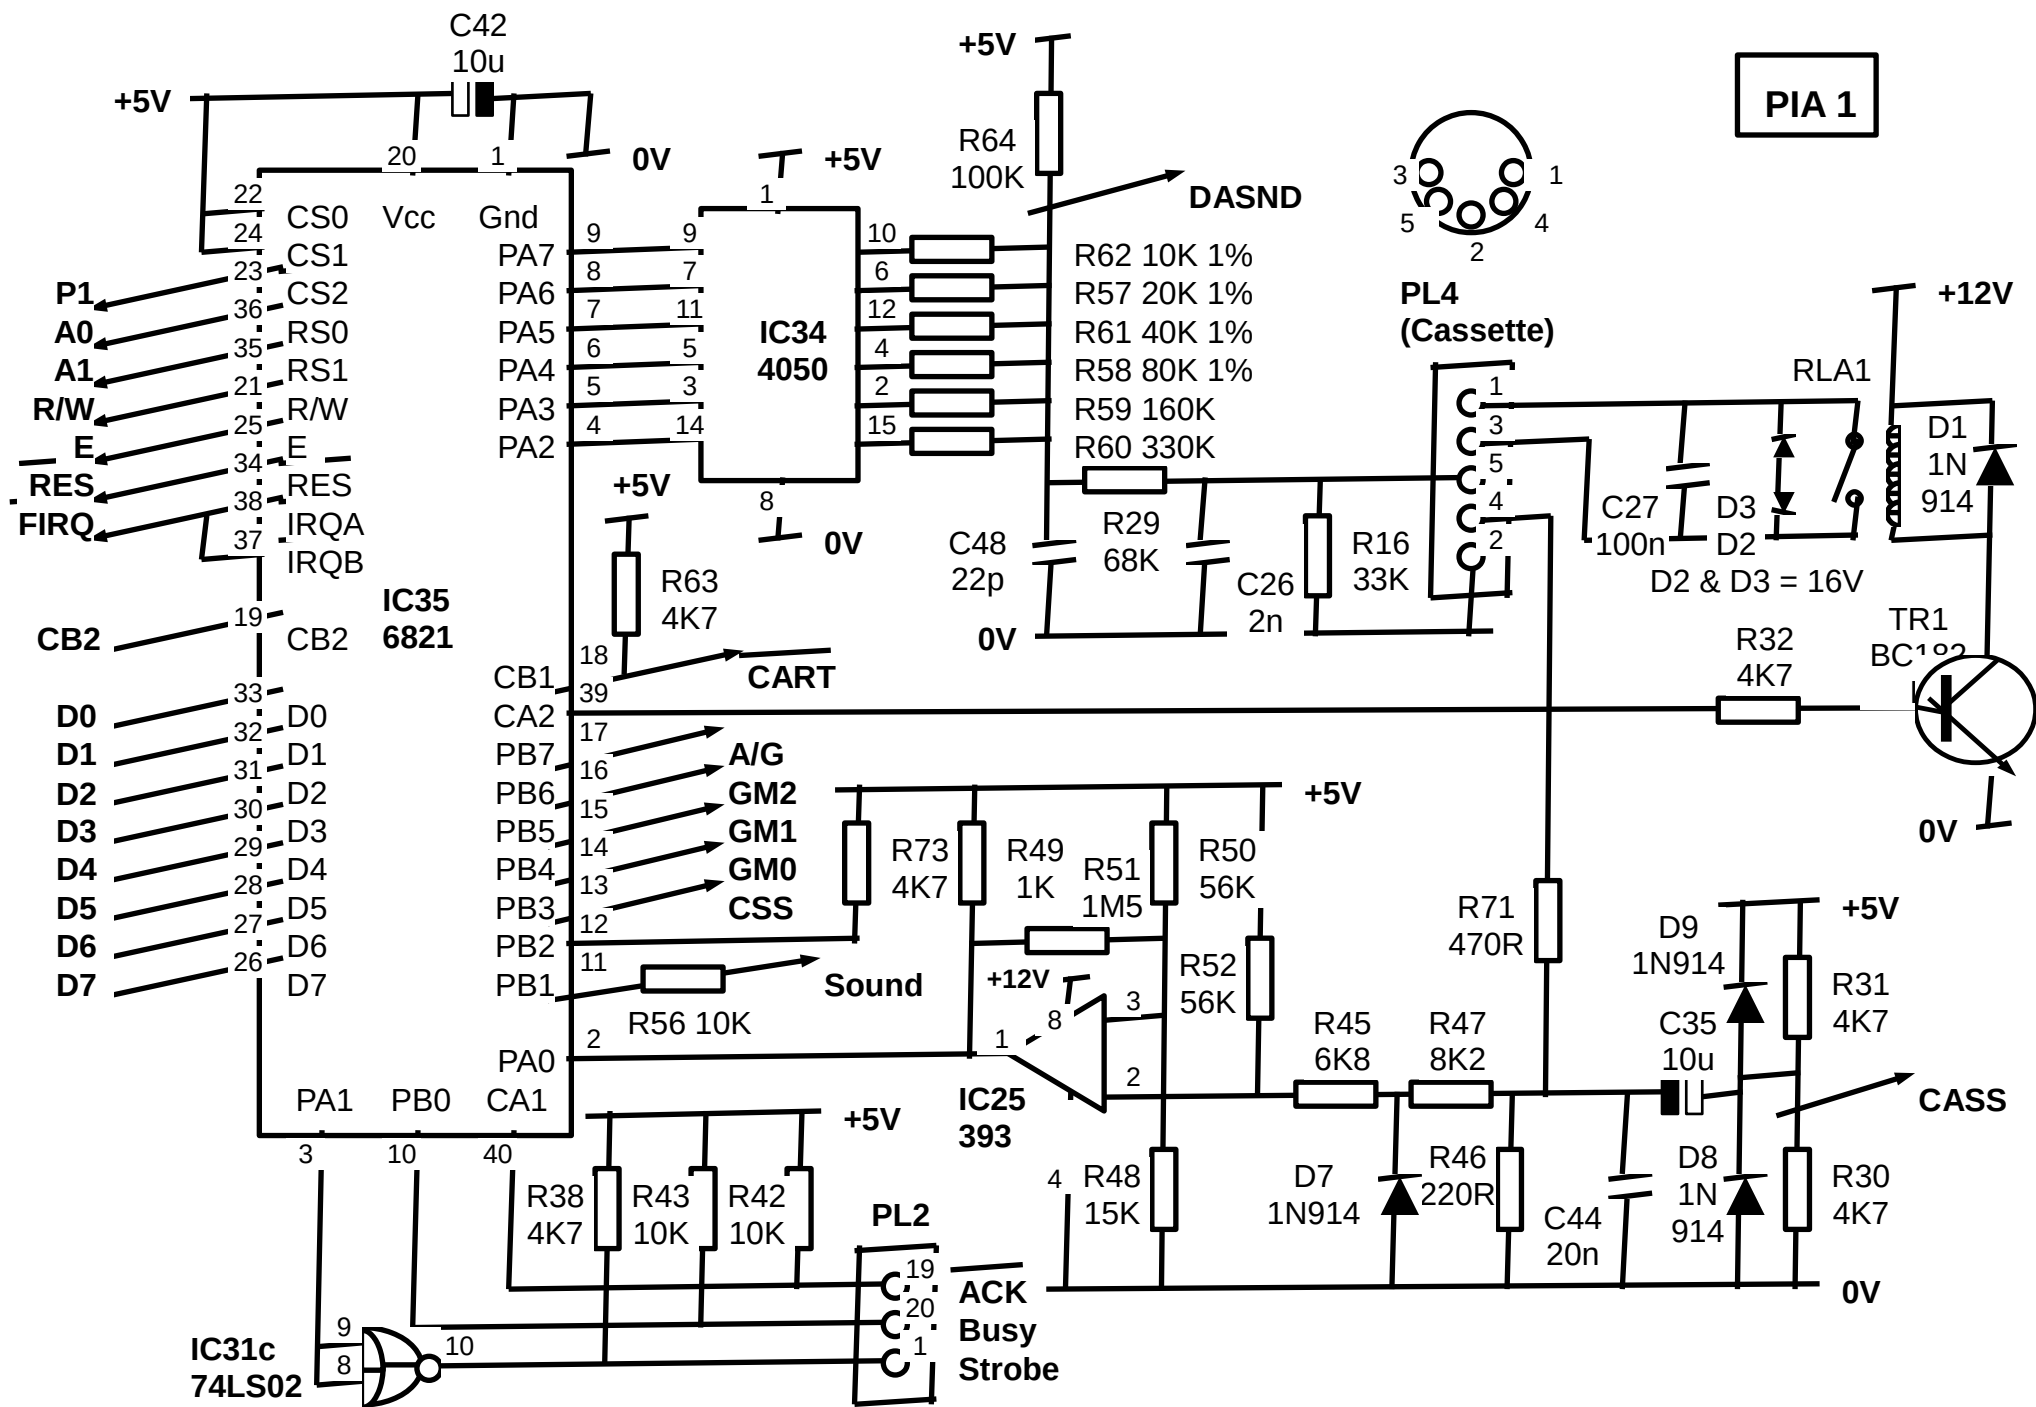 C42
10u
+5V
0V
20
1
22
24
23
36
35
21
25
34
38
37
19
33
32
31
30
29
28
27
26
P1
A0
A1
R/W
E
RES
FIRQ
CB2
D0
D1
D2
D3
D4
D5
D6
D7
CS0
Vcc
Gnd
CS1
CS2
RS0
RS1
R/W
E
RES
IRQA
IRQB
IC35
6821
CB2
D0
D1
D2
D3
D4
D5
D6
D7
PA7
PA6
PA5
PA4
PA3
PA2
CB1
CA2
PB7
PB6
PB5
PB4
PB3
PB2
PB1
PA0
PA1
PB0
CA1
9
8
7
6
5
4
18
39
17
16
15
14
13
12
11
2
3
10
40
+5V
1
9
7
11
5
3
14
IC34
4050
8
0V
10
6
12
4
2
15
+5V
R64
100K
DASND
R62 10K 1%
R57 20K 1%
R61 40K 1%
R58 80K 1%
R59 160K
R60 330K
+5V
R63
4K7
CART
C48
22p
R29
68K
C26
2n
R16
33K
0V
3
1
5
4
2
PL4
(Cassette)
1
3
5
4
2
PIA 1
+12V
RLA1
D1
1N
914
C27
100n
D3
D2
D2 & D3 = 16V
TR1
BC182
R32
4K7
0V
A/G
GM2
GM1
GM0
CSS
+5V
R73
4K7
R49
1K
R51
1M5
R50
56K
R52
56K
Sound
R56 10K
+12V
8
1
3
2
IC25
393
4
R48
15K
R45
6K8
R47
8K2
R71
470R
D7
1N914
R46
220R
C44
20n
D9
1N914
C35
10u
D8
1N
914
+5V
R31
4K7
CASS
R30
4K7
0V
+5V
R38
4K7
R43
10K
R42
10K
PL2
19
20
1
ACK
Busy
Strobe
IC31c
74LS02
9
8
10